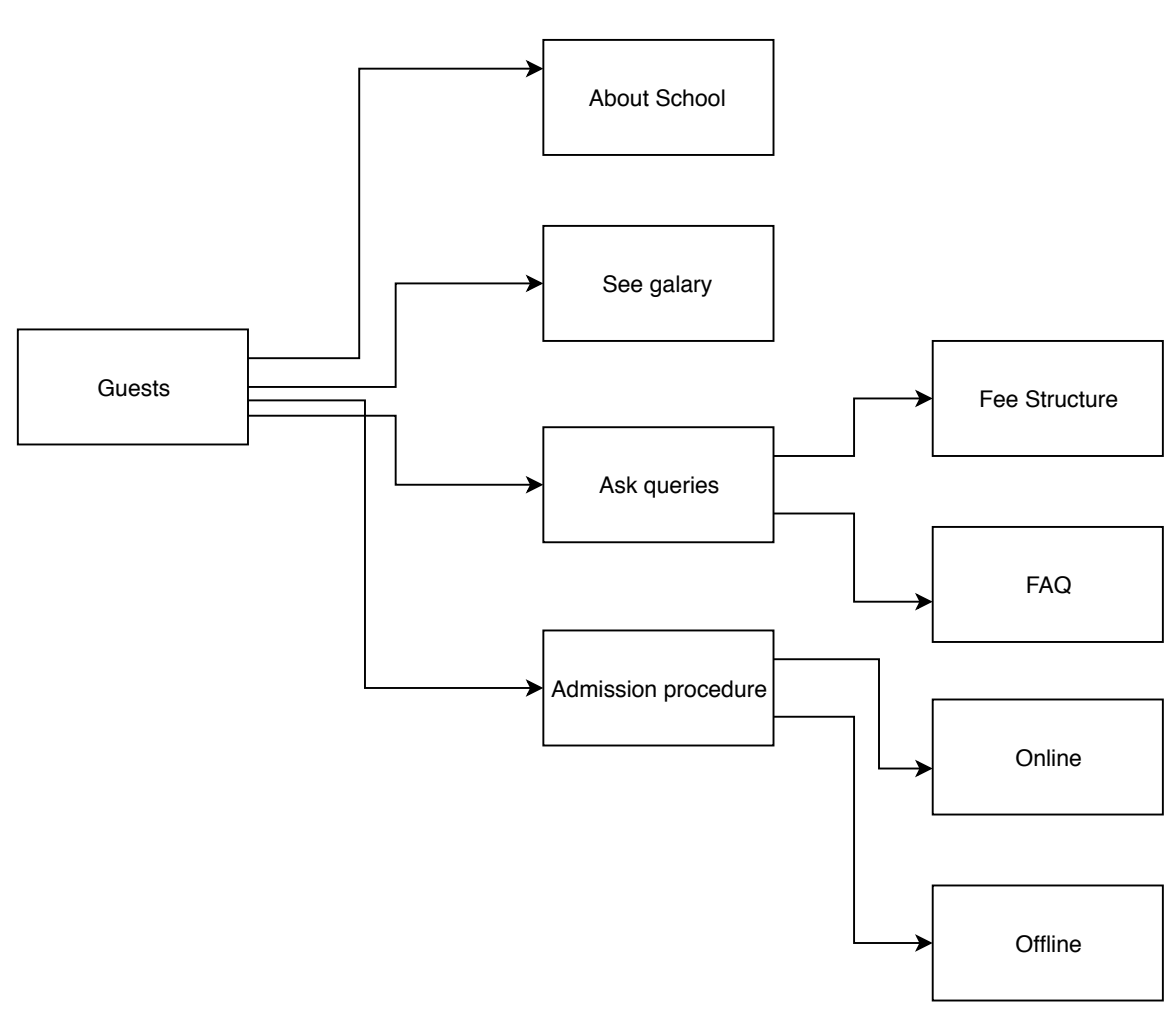 About School
See galary
Guests
Fee Structure
Ask queries
FAQ
Admission procedure
Online
Offline